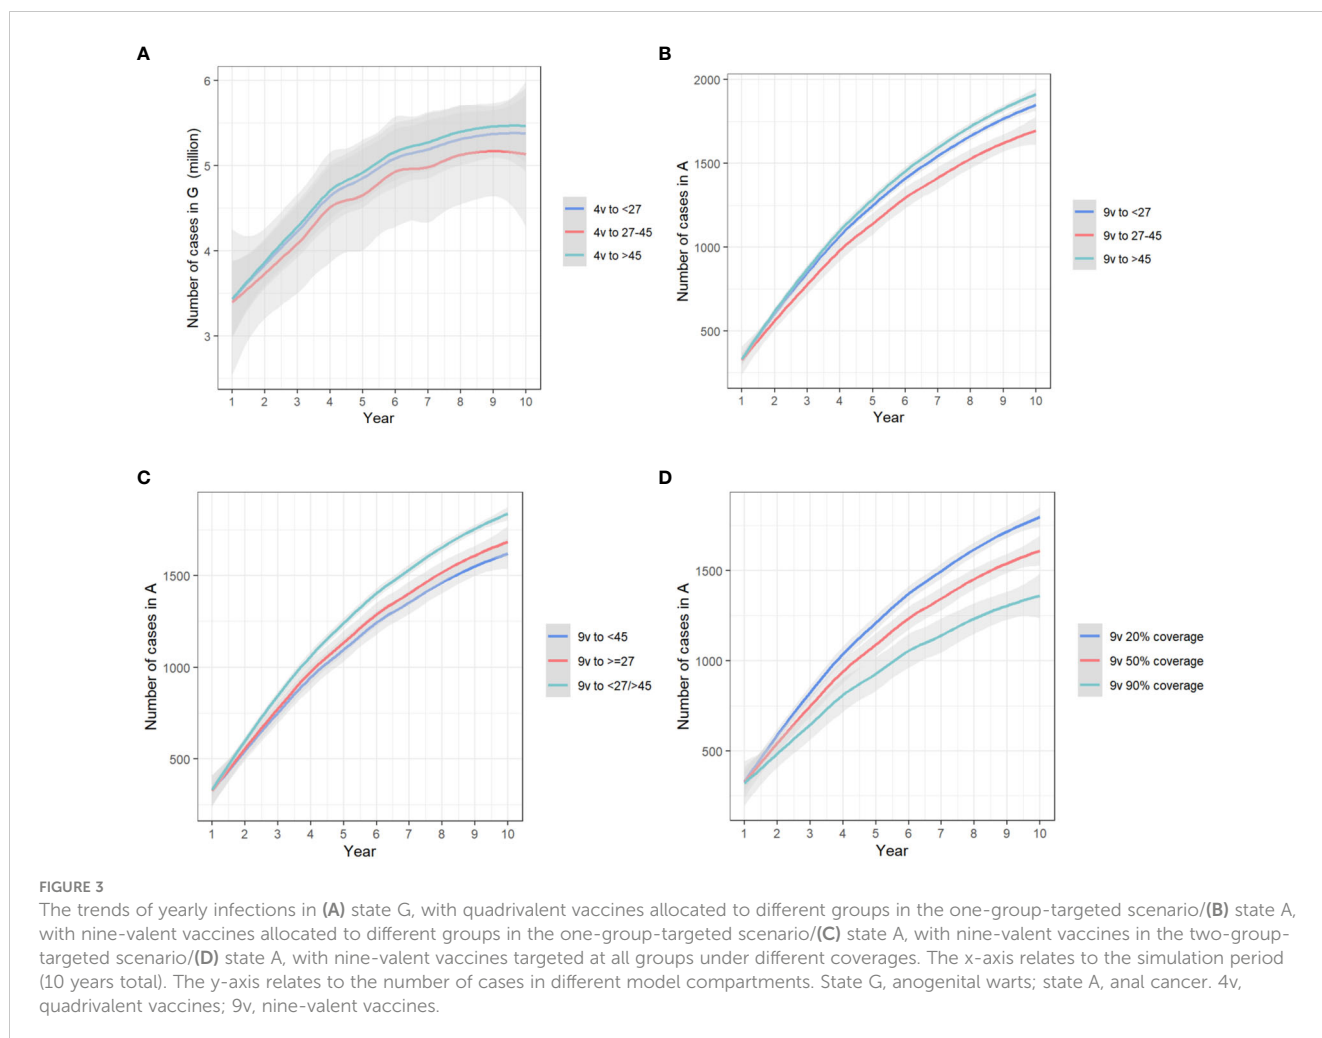 A
Number of cases in G (million)
6
5
4
3
1 2 3 4 5 6 7 8 9 10
Year
4v to <27
4v to 27-45
4v to >45
B
Number of cases in A
2000
1500
1000
500
1 2 3 4 5 6 7 8 9 10
Year
9v to <27
9v to 27-45
9v to >45
C
Number of cases in A
1500
1000
500
1 2 3 4 5 6 7 8 9 10
Year
9v to <45
9v to >=27
9v to <27/>45
D
Number of cases in A
1500
1000
500
1 2 3 4 5 6 7 8 9 10
Year
9v 20% coverage
9v 50% coverage
9v 90% coverage
FIGURE 3
The trends of yearly infections in (A) state G, with quadrivalent vaccines allocated to different groups in the one-group-targeted scenario/(B) state A,
with nine-valent vaccines allocated to different groups in the one-group-targeted scenario/(C) state A, with nine-valent vaccines in the two-group-
targeted scenario/(D) state A, with nine-valent vaccines targeted at all groups under different coverages. The x-axis relates to the simulation period
(10 years total). The y-axis relates to the number of cases in different model compartments. State G, anogenital warts; state A, anal cancer. 4v,
quadrivalent vaccines; 9v, nine-valent vaccines.